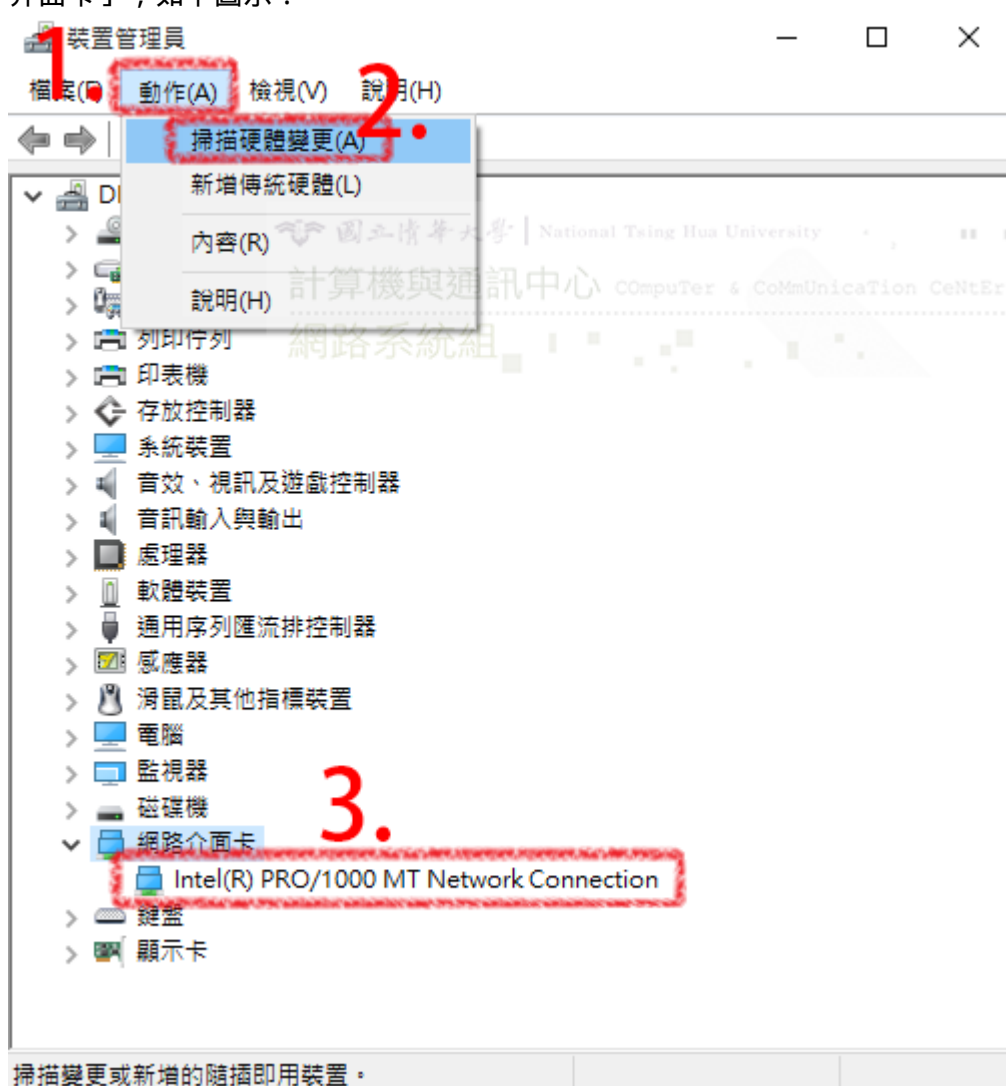 介面卡」，如下圖示：
裝置管理員
1.
檔案(F) 動作(A) 檢視(V) 說明(H)
2.
掃描硬體變更(A)
新增傳統硬體(L)
內容(R)
說明(H)
國立清華大學 | National Tsing Hua University
計算機與通訊中心 COmpuTer & CoMmUnicaTion CeNtEr
網路系統組
列印佇列
印表機
存放控制器
系統裝置
音效、視訊及遊戲控制器
音訊輸入與輸出
處理器
軟體裝置
通用序列匯流排控制器
感應器
滑鼠及其他指標裝置
電腦
監視器
磁碟機
3.
網路介面卡
Intel(R) PRO/1000 MT Network Connection
鍵盤
顯示卡
掃描變更或新增的隨插即用裝置。